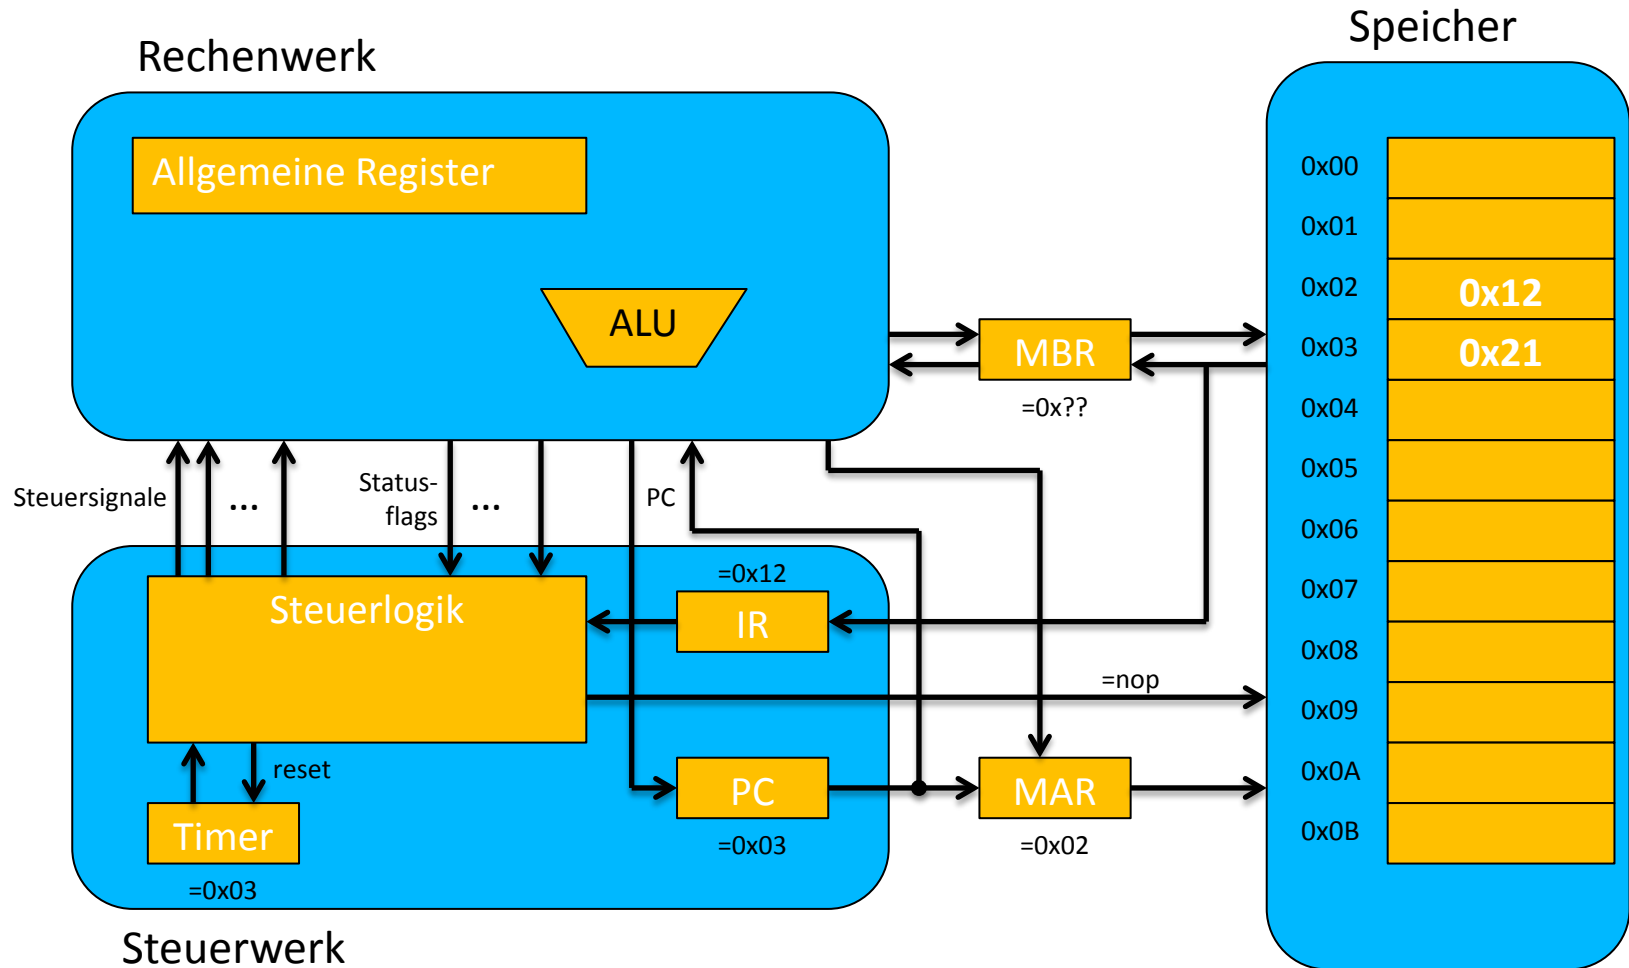 Rechenwerk
Speicher
Allgemeine Register
ALU
MBR
=0x??
0x00
0x01
0x02
0x12
0x03
0x21
0x04
0x05
0x06
0x07
0x08
0x09
0x0A
0x0B
Steuersignale
...
Status-
flags
...
PC
=0x12
Steuerlogik
IR
=nop
reset
PC
MAR
Timer
=0x03
=0x02
=0x03
Steuerwerk